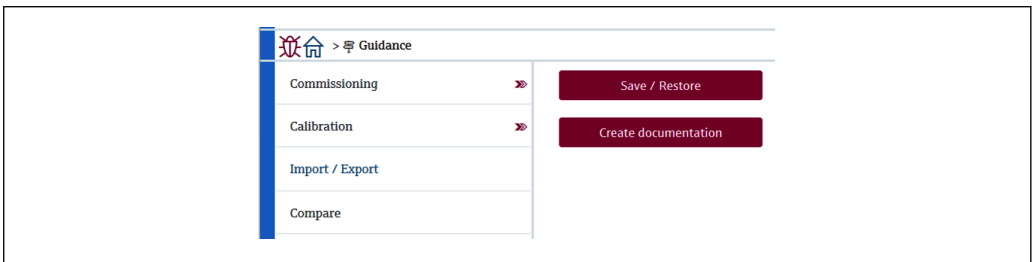 > Guidance
Commissioning
Calibration
Import / Export
Compare
Save / Restore
Create documentation